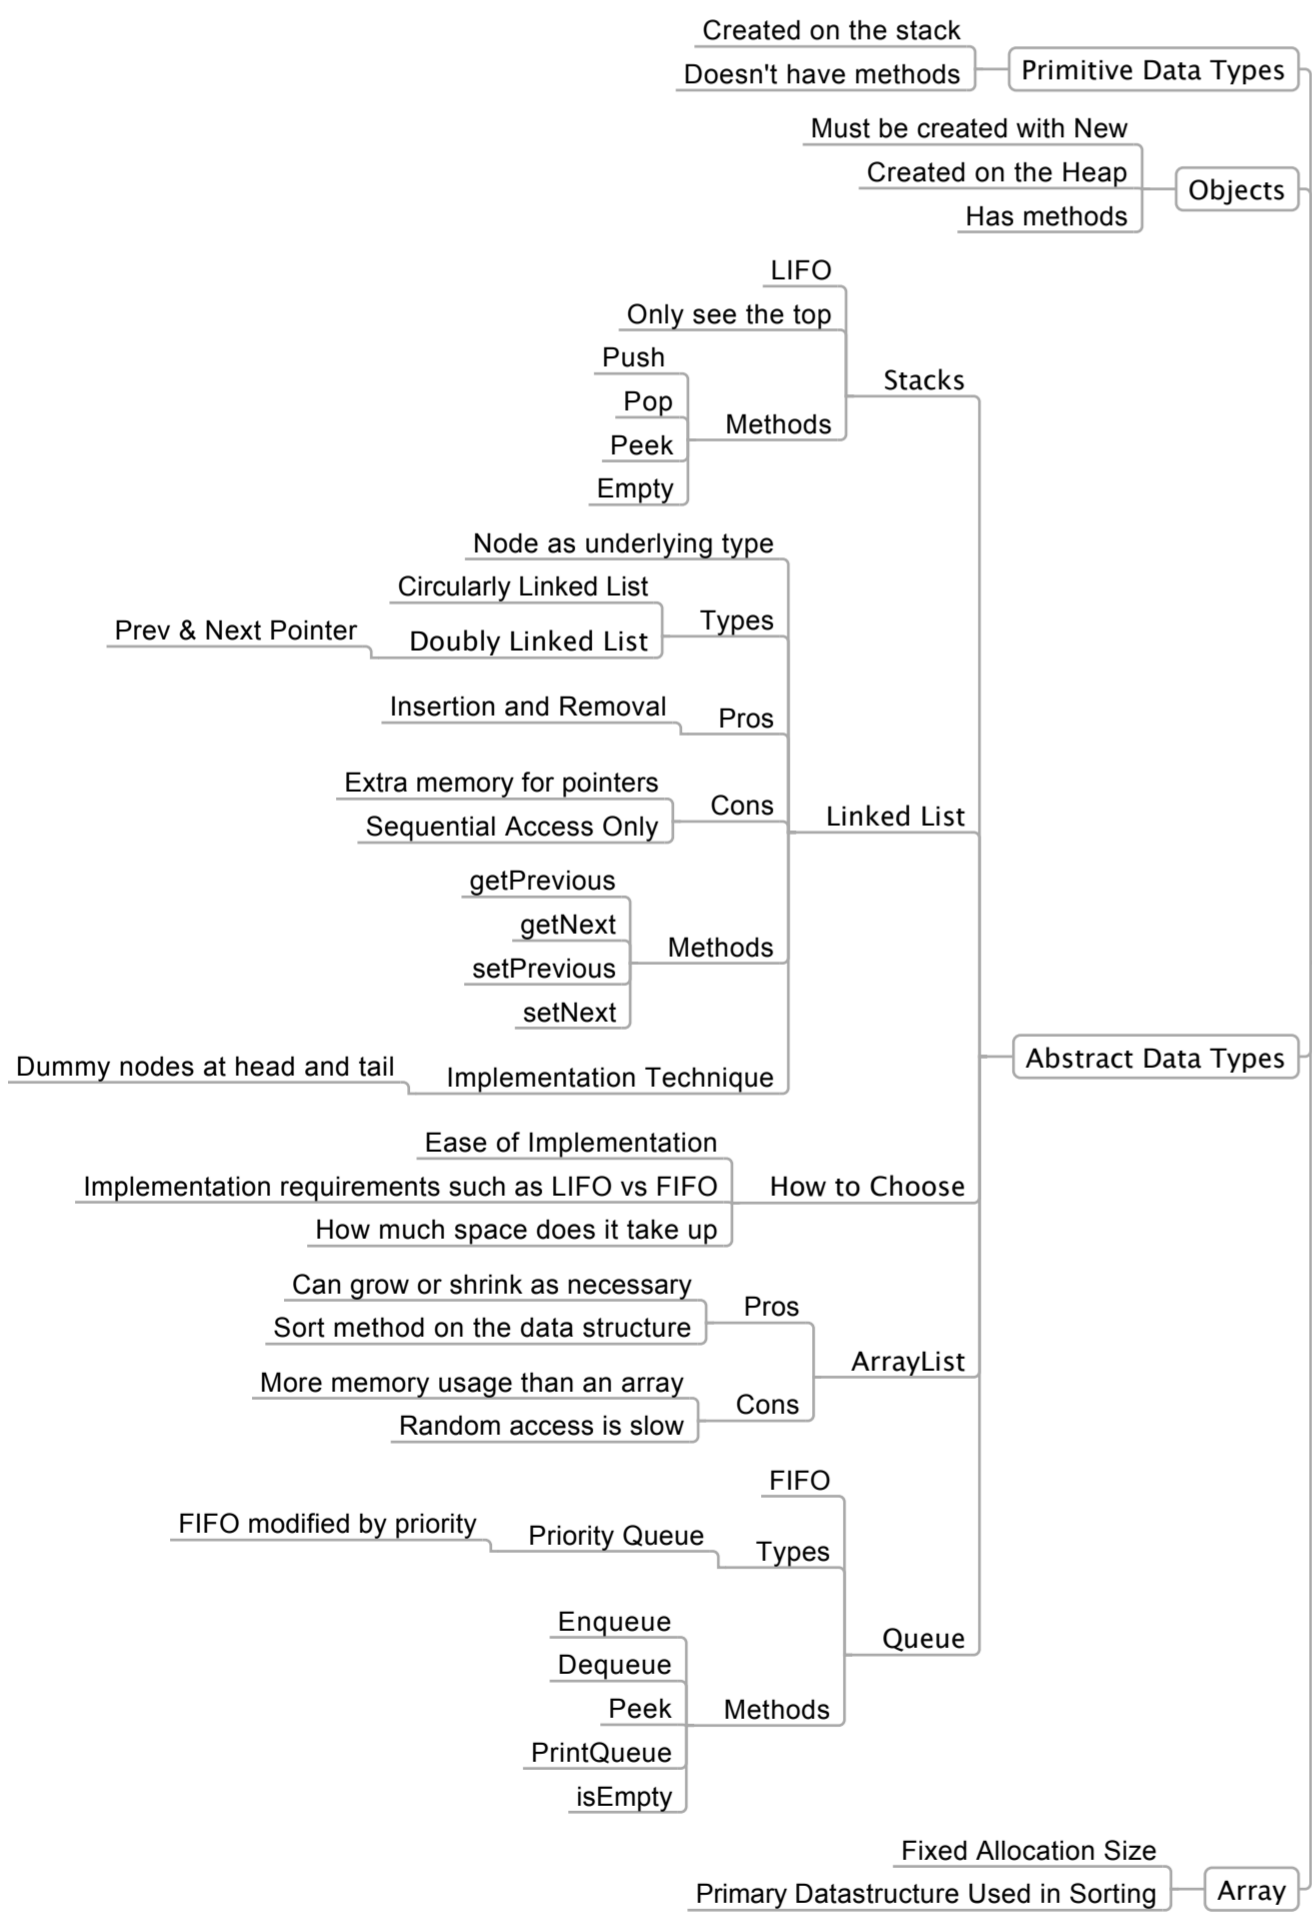 Created on the stack
Doesn't have methods
Primitive Data Types
Must be created with New
Created on the Heap
Has methods
Objects
LIFO
Only see the top
Push
Pop
Peek
Empty
Methods
Stacks
Node as underlying type
Circularly Linked List
Prev & Next Pointer
Doubly Linked List
Types
Insertion and Removal
Pros
Extra memory for pointers
Sequential Access Only
Cons
Linked List
getPrevious
getNext
setPrevious
setNext
Methods
Dummy nodes at head and tail
Implementation Technique
Abstract Data Types
Ease of Implementation
Implementation requirements such as LIFO vs FIFO
How much space does it take up
How to Choose
Can grow or shrink as necessary
Sort method on the data structure
Pros
More memory usage than an array
Random access is slow
Cons
ArrayList
FIFO
FIFO modified by priority
Priority Queue
Types
Enqueue
Dequeue
Peek
PrintQueue
isEmpty
Methods
Queue
Fixed Allocation Size
Primary Datastructure Used in Sorting
Array